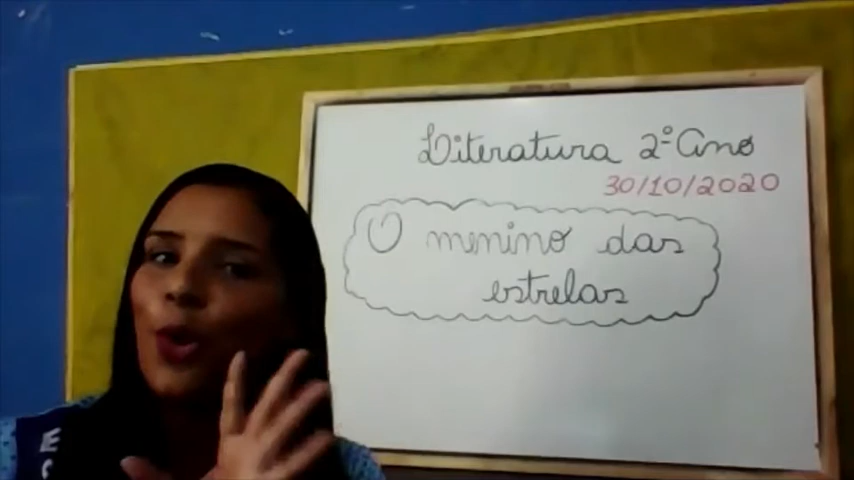 Literatura 2º Ano
30/10/2020
O menino das
estrelas
E